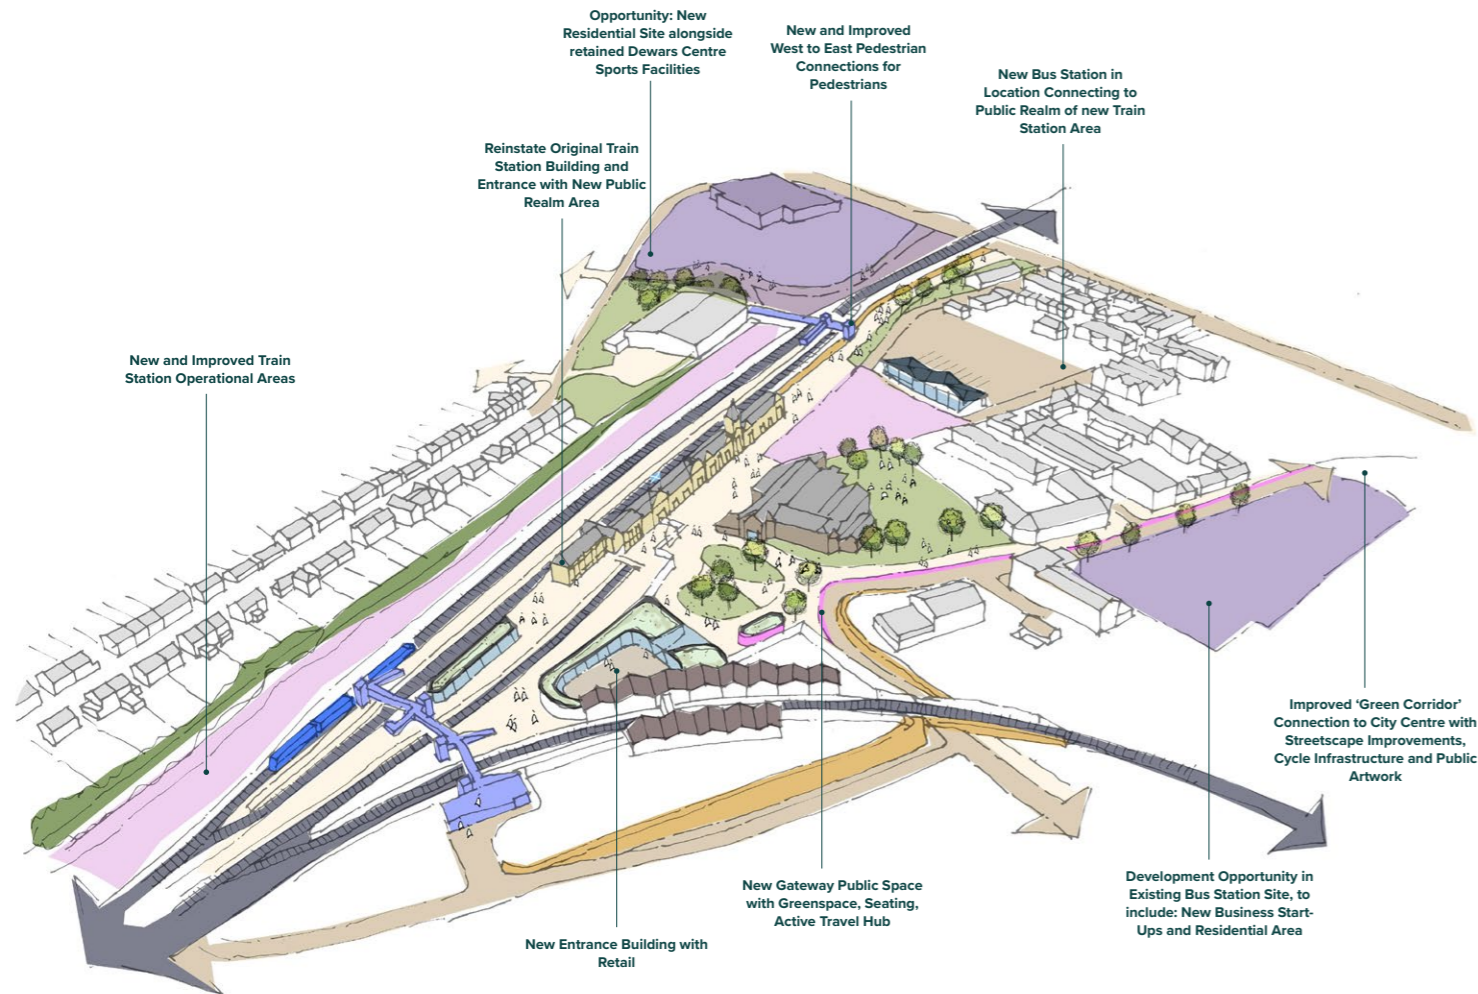 Opportunity: New
Residential Site alongside
retained Dewars Centre
Sports Facilities
New and Improved
West to East Pedestrian
Connections for
Pedestrians
New Bus Station in
Location Connecting to
Public Realm of new Train
Station Area
Reinstate Original Train
Station Building and
Entrance with New Public
Realm Area
New and Improved Train
Station Operational Areas
Improved ‘Green Corridor’
Connection to City Centre with
Streetscape Improvements,
Cycle Infrastructure and Public
Artwork
New Gateway Public Space
with Greenspace, Seating,
Active Travel Hub
Development Opportunity in
Existing Bus Station Site, to
include: New Business Start-
Ups and Residential Area
New Entrance Building with
Retail